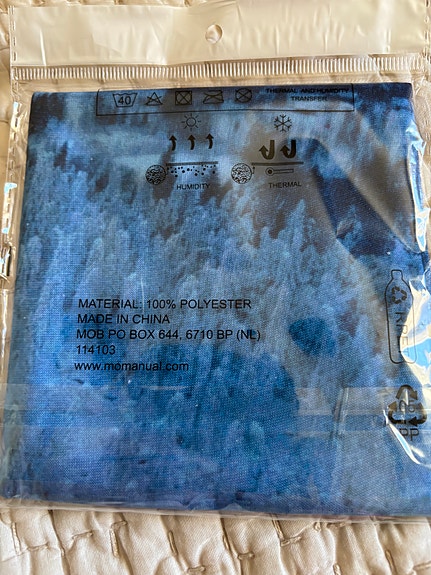 40
THERMAL AND HUMIDITY
TRANSFER
HUMIDITY
THERMAL
MATERIAL: 100% POLYESTER
MADE IN CHINA
MOB PO BOX 644, 6710 BP (NL)
114103
www.momanual.com
PP